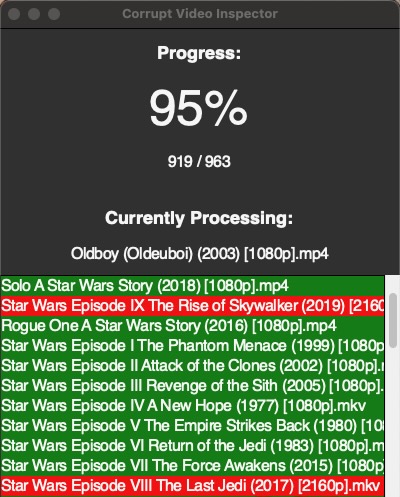 Corrupt Video Inspector
Progress:
95%
919 / 963
Currently Processing:
Oldboy (Oldeuboi) (2003) [1080p].mp4
Solo A Star Wars Story (2018) [1080p].mp4
Star Wars Episode IX The Rise of Skywalker (2019) [2160
Rogue One A Star Wars Story (2016) [1080p].mp4
Star Wars Episode I The Phantom Menace (1999) [1080p
Star Wars Episode II Attack of the Clones (2002) [1080p].
Star Wars Episode III Revenge of the Sith (2005) [1080p].
Star Wars Episode IV A New Hope (1977) [1080p].mkv
Star Wars Episode V The Empire Strikes Back (1980) [10
Star Wars Episode VI Return of the Jedi (1983) [1080p].m
Star Wars Episode VII The Force Awakens (2015) [1080p
Star Wars Episode VIII The Last Jedi (2017) [2160p].mkv